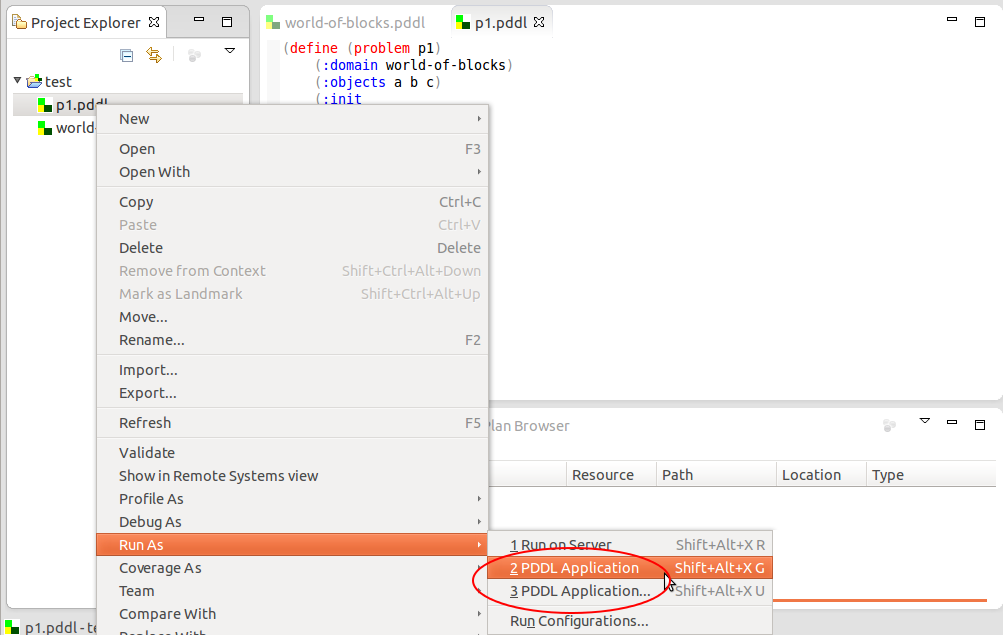 Project Explorer
world-of-blocks.pddl
p1.pddl
(define (problem p1)
(:domain world-of-blocks)
(:objects a b c)
(:init
test
p1.pddl
world-
New
Open F3
Open With
Copy Ctrl+C
Paste Ctrl+V
Delete Delete
Remove from Context Shift+Ctrl+Alt+Down
Mark as Landmark Shift+Ctrl+Alt+Up
Move...
Rename... F2
Import...
Export...
Refresh F5
Validate
Show in Remote Systems view
Profile As
Debug As
Run As
Coverage As
Team
Compare With
Replace With
Plan Browser
Resource Path Location Type
1 Run on Server Shift+Alt+X R
2 PDDL Application Shift+Alt+X G
3 PDDL Application... Shift+Alt+X U
Run Configurations...
p1.pddl - te